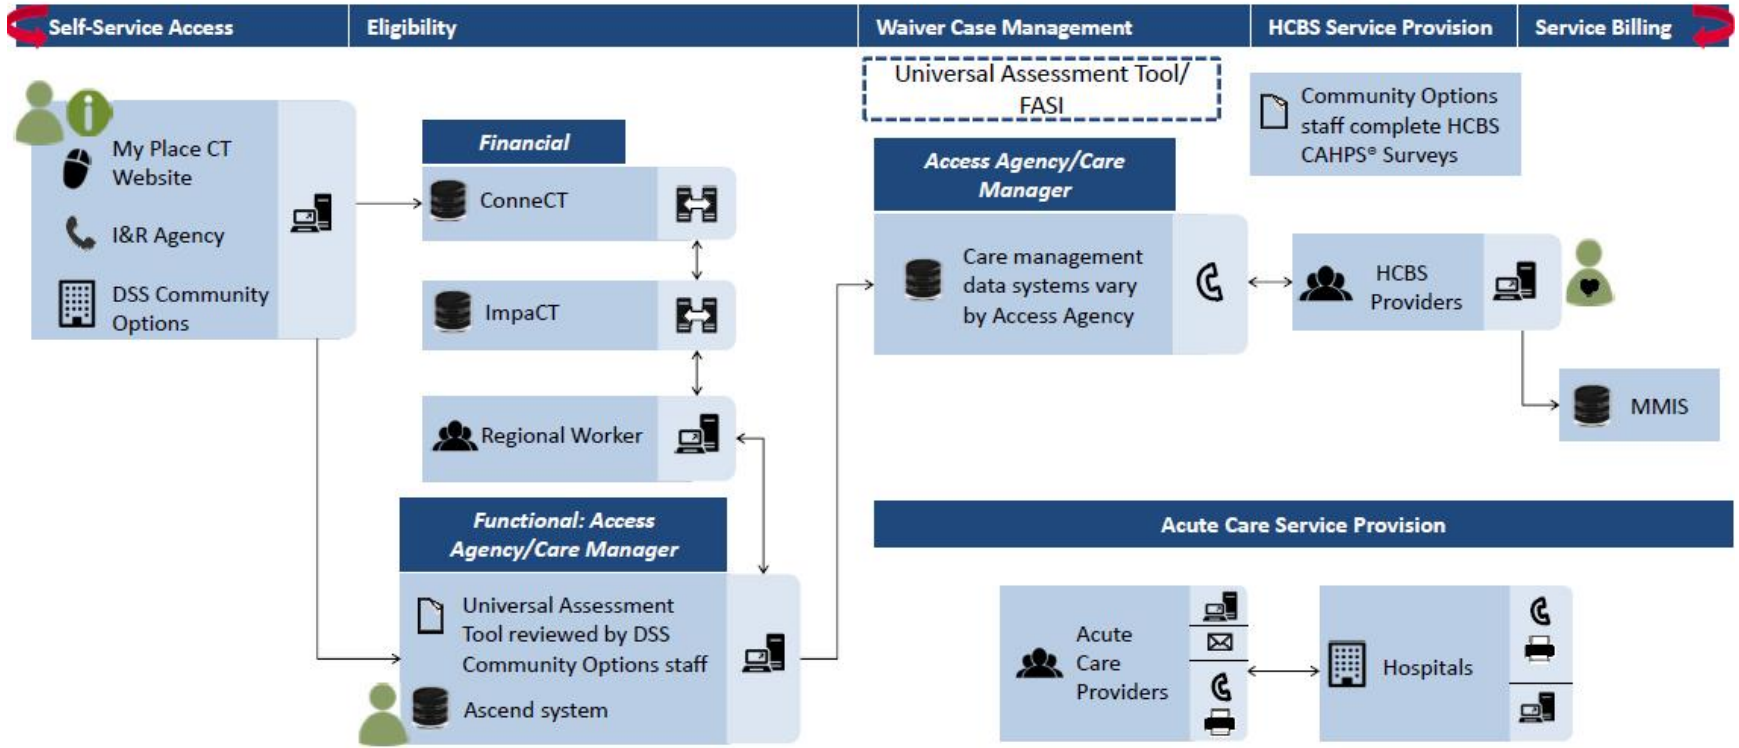 Self-Service Access
Eligibility
Waiver Case Management
HCBS Service Provision
Service Billing
My Place CT
Website
I&R Agency
DSS Community
Options
Financial
ConneCT
ImpaCT
Regional Worker
Functional: Access
Agency/Care Manager
Universal Assessment
Tool reviewed by DSS
Community Options staff
Ascend system
Universal Assessment Tool/
FASI
Access Agency/Care
Manager
Care management
data systems vary
by Access Agency
Community Options
staff complete HCBS
CAHPS® Surveys
HCBS
Providers
MMIS
Acute Care Service Provision
Acute
Care
Providers
Hospitals